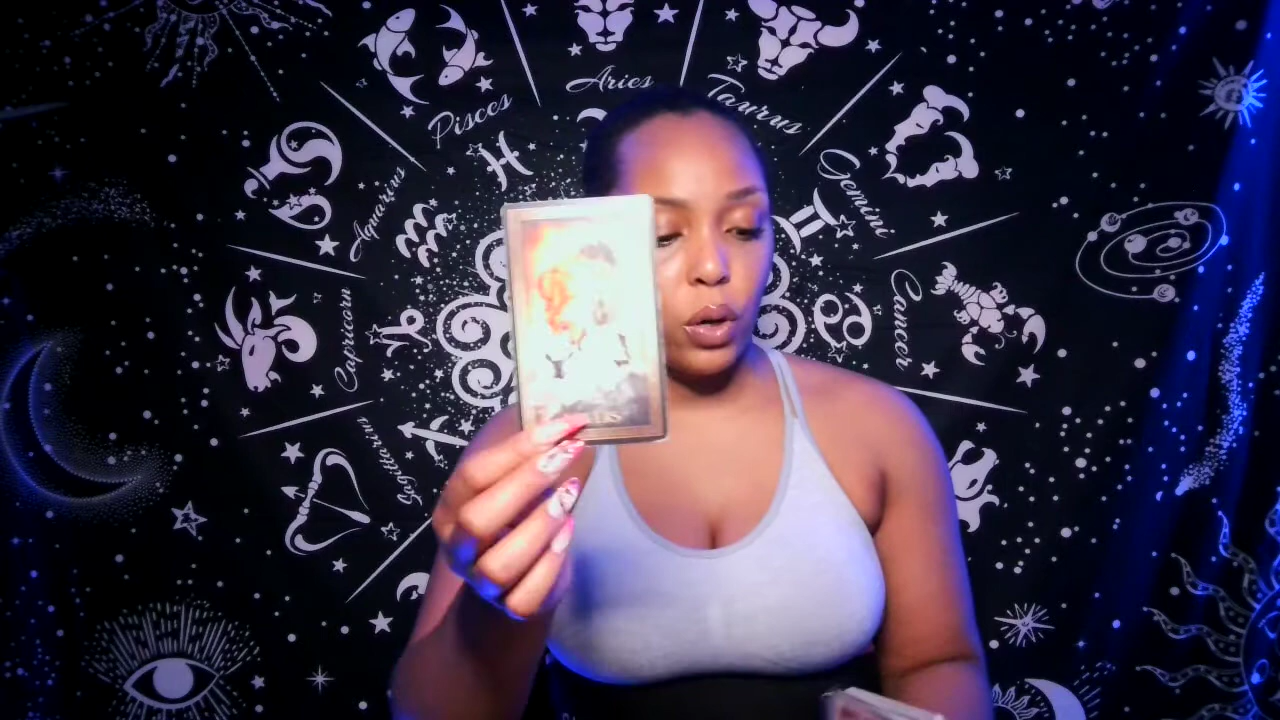 Aries
Pisces
Taurus
Aquarius
Gemini
Capricorn
Cancer
Sagittarius